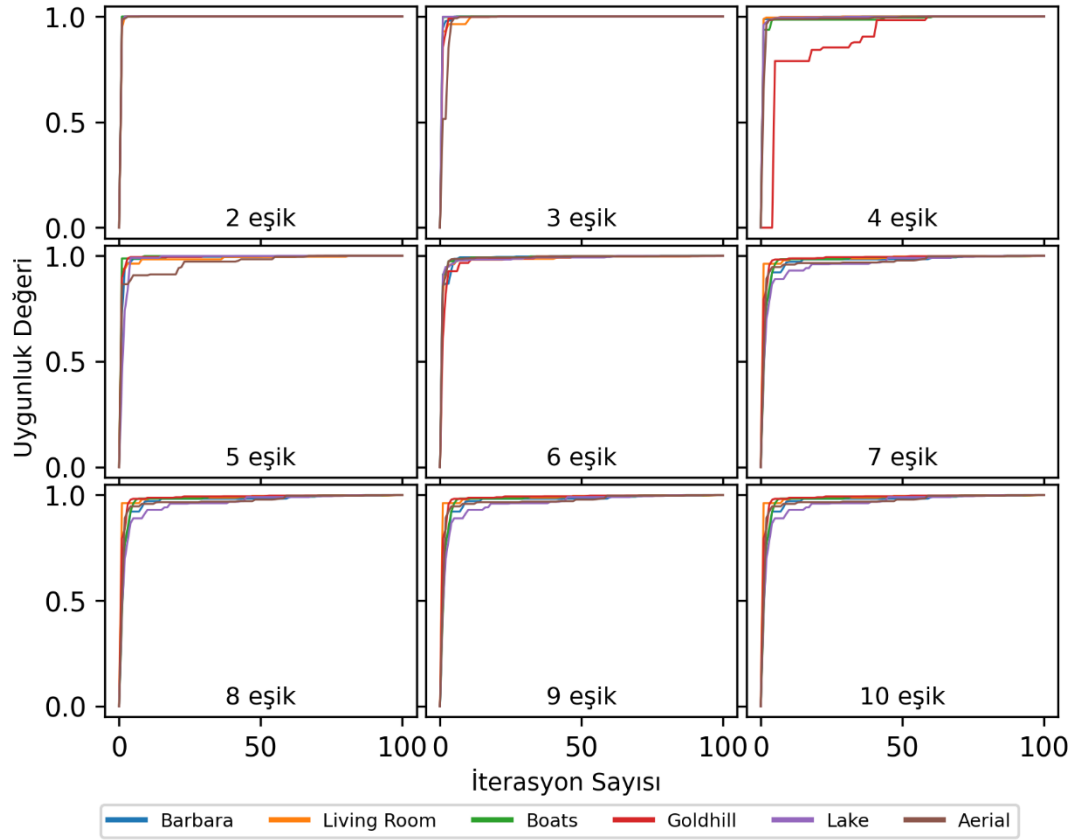 1.0
0.5
0.0
2 eşik
3 eşik
4 eşik
1.0
0.5
0.0
5 eşik
6 eşik
7 eşik
1.0
0.5
0.0
8 eşik
9 eşik
10 eşik
0 50 100 0 50 100 0 50 100
Uygunluk Değeri
İterasyon Sayısı
Barbara Living Room Boats Goldhill Lake Aerial